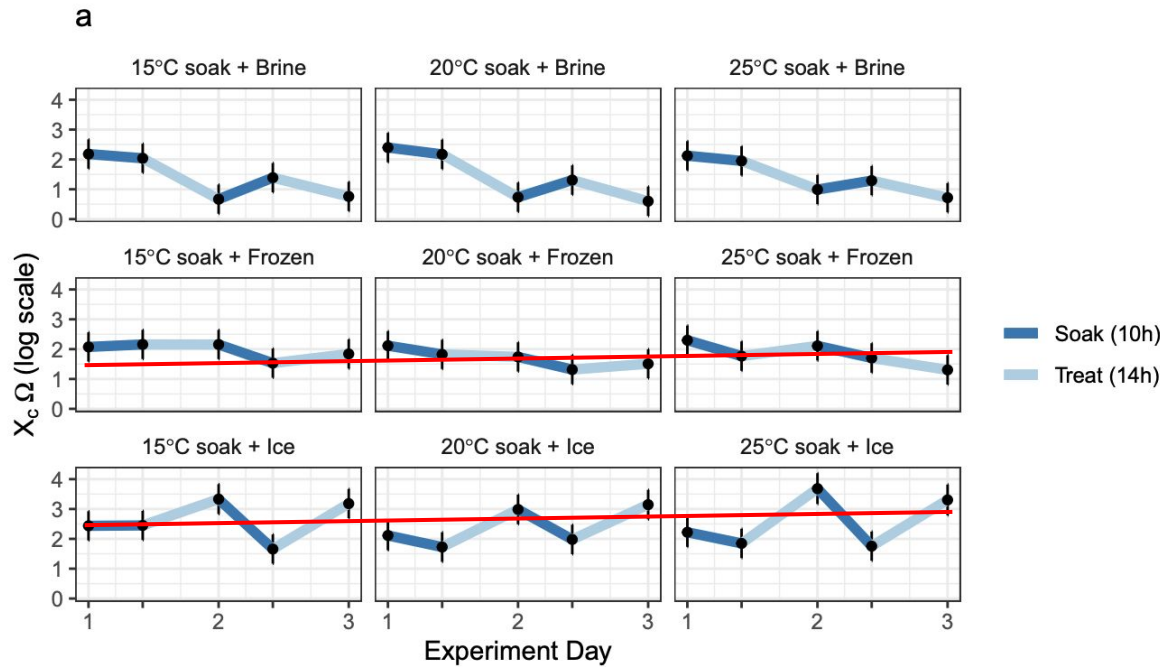 a
15°C soak + Brine
20°C soak + Brine
25°C soak + Brine
4
3
2
1
0
15°C soak + Frozen
20°C soak + Frozen
25°C soak + Frozen
4
3
2
1
0
15°C soak + Ice
20°C soak + Ice
25°C soak + Ice
4
3
2
1
0
1 2 3
1 2 3
1 2 3
Xc Ω (log scale)
Experiment Day
Soak (10h)
Treat (14h)